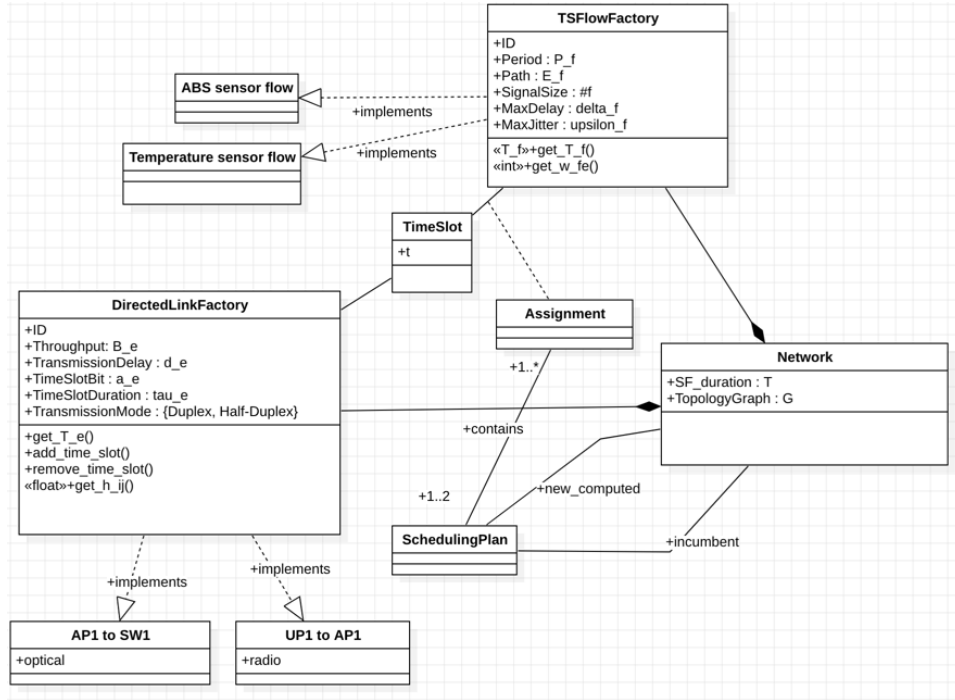 TSFlowFactory
+ID
+Period : P_f
+Path : E_f
+SignalSize : #f
+MaxDelay : delta_f
+MaxJitter : upsilon_f
«T_f»+get_T_f()
«int»+get_w_fe()
ABS sensor flow
+implements
Temperature sensor flow
+implements
TimeSlot
+t
DirectedLinkFactory
+ID
+Throughput: B_e
+TransmissionDelay : d_e
+TimeSlotBit : a_e
+TimeSlotDuration : tau_e
+TransmissionMode : {Duplex, Half-Duplex}
+get_T_e()
+add_time_slot()
+remove_time_slot()
«float»+get_h_ij()
Assignment
+1..*
+contains
+1..2
Network
+SF_duration : T
+TopologyGraph : G
+new_computed
+incumbent
SchedulingPlan
+implements
+implements
AP1 to SW1
+optical
UP1 to AP1
+radio